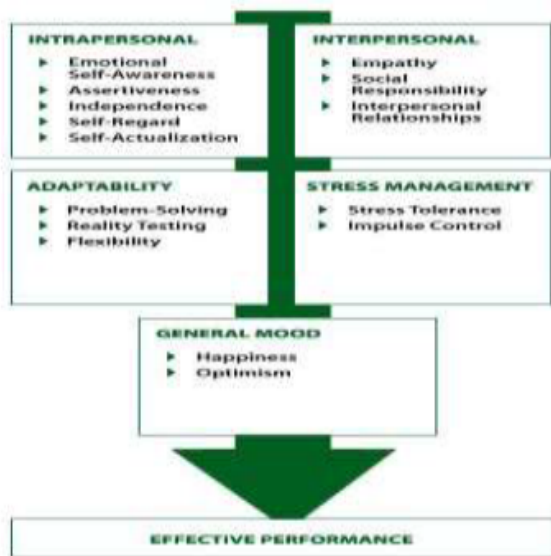 INTRAPERSONAL
Emotional
Self-Awareness
Assertiveness
Independence
Self-Regard
Self-Actualization
INTERPERSONAL
Empathy
Social
Responsibility
Interpersonal
Relationships
ADAPTABILITY
Problem-Solving
Reality Testing
Flexibility
STRESS MANAGEMENT
Stress Tolerance
Impulse Control
GENERAL MOOD
Happiness
Optimism
EFFECTIVE PERFORMANCE